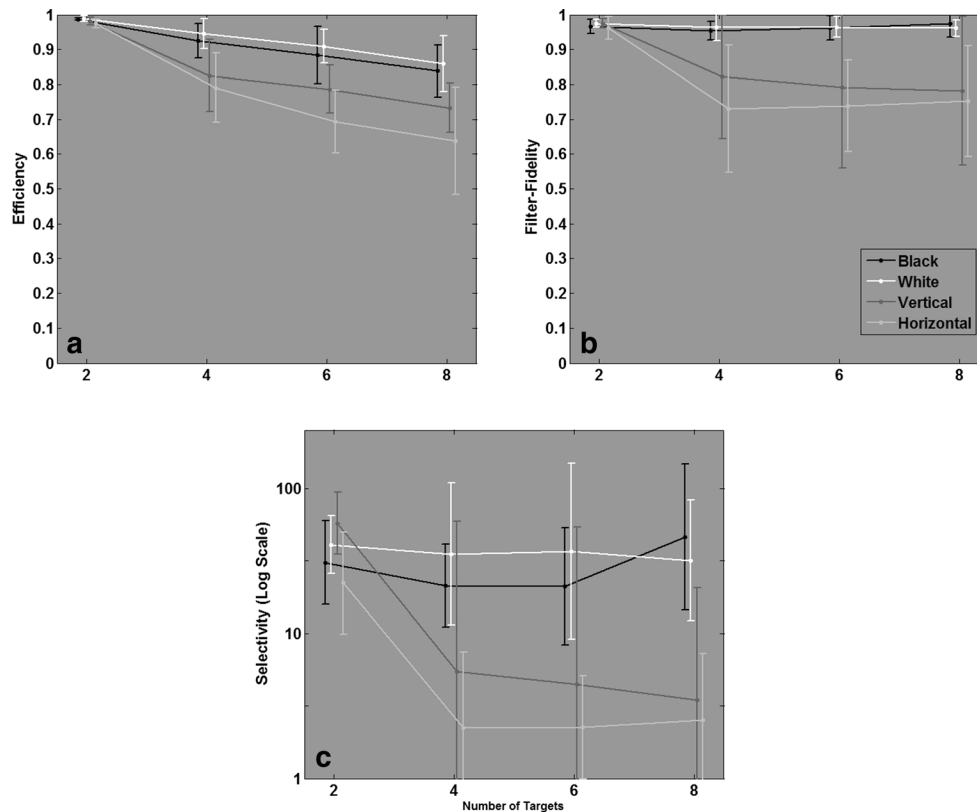 1
0.9
0.8
0.7
0.6
0.5
0.4
0.3
0.2
0.1
0
Efficiency
a
2 4 6 8
1
0.9
0.8
0.7
0.6
0.5
0.4
0.3
0.2
0.1
0
Filter-Fidelity
Black
White
Vertical
Horizontal
b
2 4 6 8
100
10
1
Selectivity (Log Scale)
c
2 4 6 8
Number of Targets